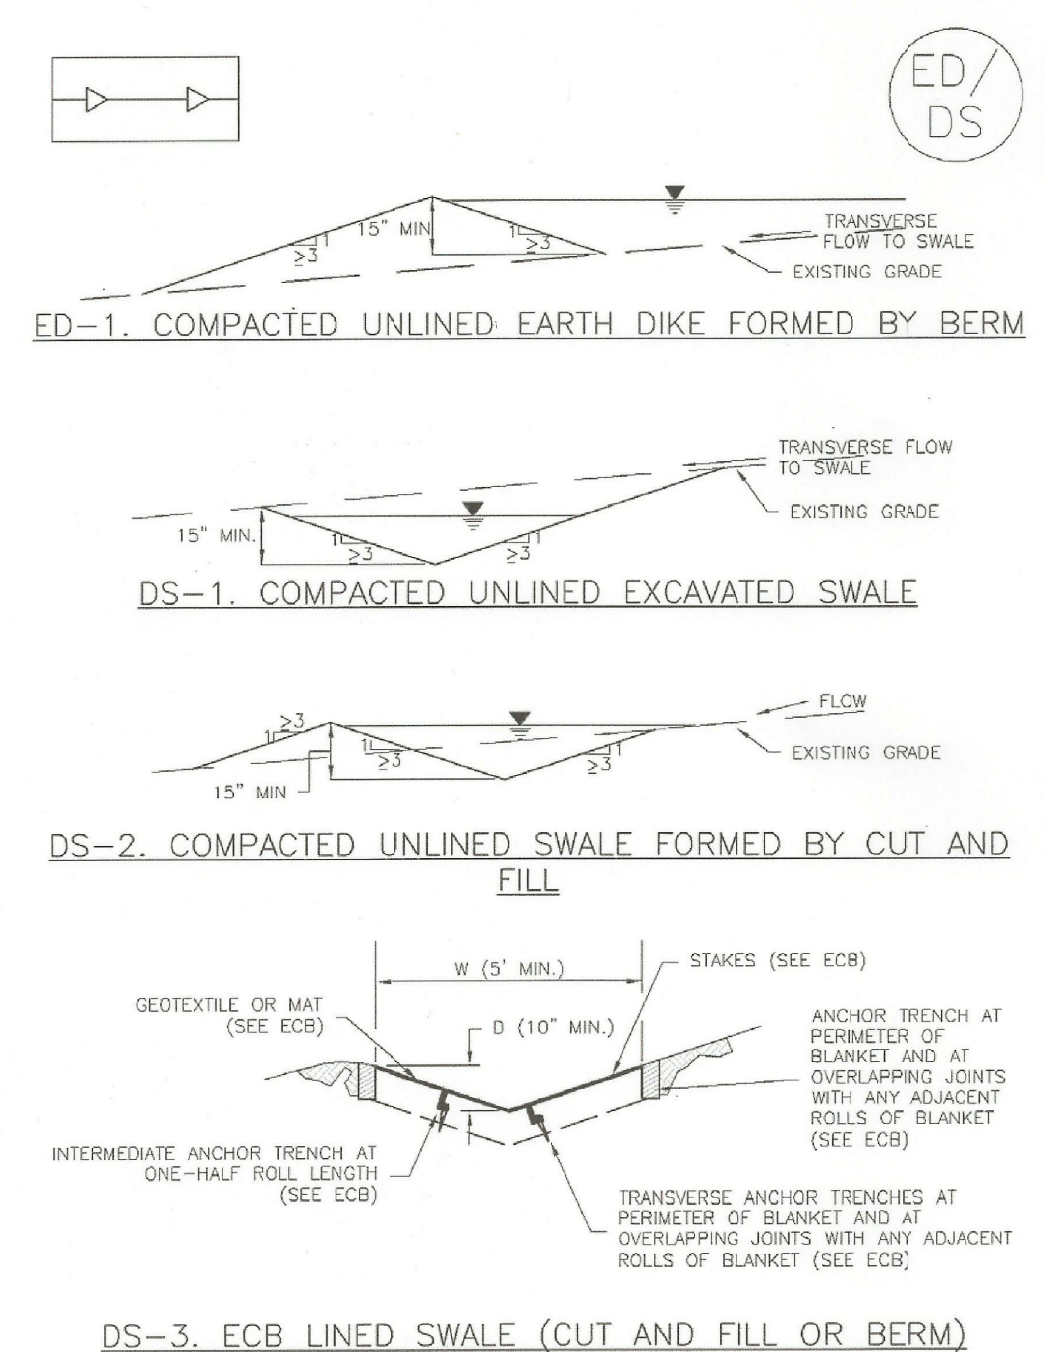 ED/
DS
15" MIN
1
≥3
1
≥3
TRANSVERSE
FLOW TO SWALE
EXISTING GRADE
ED-1. COMPACTED UNLINED EARTH DIKE FORMED BY BERM
TRANSVERSE FLOW
TO SWALE
EXISTING GRADE
15" MIN.
1
≥3
1
≥3
DS-1. COMPACTED UNLINED EXCAVATED SWALE
FLOW
EXISTING GRADE
≥3
1
1
≥3
1
≥3
15" MIN
DS-2. COMPACTED UNLINED SWALE FORMED BY CUT AND
FILL
W (5' MIN.)
STAKES (SEE ECB)
GEOTEXTILE OR MAT
(SEE ECB)
D (10" MIN.)
ANCHOR TRENCH AT
PERIMETER OF
BLANKET AND AT
OVERLAPPING JOINTS
WITH ANY ADJACENT
ROLLS OF BLANKET
(SEE ECB)
INTERMEDIATE ANCHOR TRENCH AT
ONE-HALF ROLL LENGTH
(SEE ECB)
TRANSVERSE ANCHOR TRENCHES AT
PERIMETER OF BLANKET AND AT
OVERLAPPING JOINTS WITH ANY ADJACENT
ROLLS OF BLANKET (SEE ECB)
DS-3. ECB LINED SWALE (CUT AND FILL OR BERM)